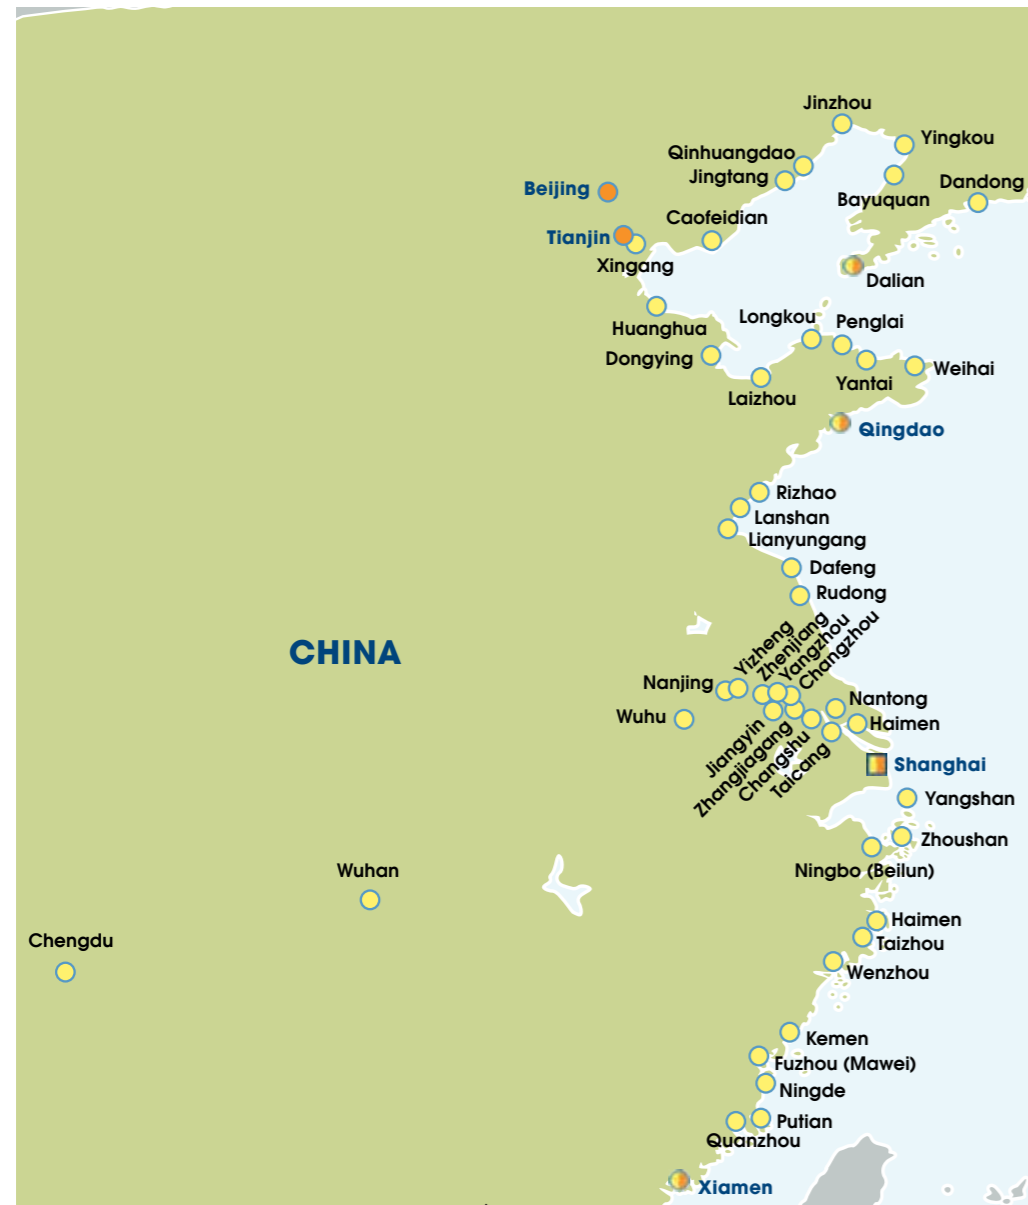 Jinzhou
Yingkou
Qinhuangdao
Jingtang
Beijing
Bayuquan
Dandong
Caofeidian
Tianjin
Xingang
Dalian
Longkou
Penglai
Huanghua
Dongying
Yantai
Weihai
Laizhou
Qingdao
Rizhao
Lanshan
Lianyungang
Dafeng
Rudong
CHINA
Yizheng
Zhenjiang
Yangzhou
Changzhou
Nanjing
Nantong
Wuhu
Haimen
Jiangyin
Zhangjiagang
Changshu
Taicang
Shanghai
Yangshan
Zhoushan
Ningbo (Beilun)
Wuhan
Haimen
Chengdu
Taizhou
Wenzhou
Kemen
Fuzhou (Mawei)
Ningde
Putian
Quanzhou
Xiamen